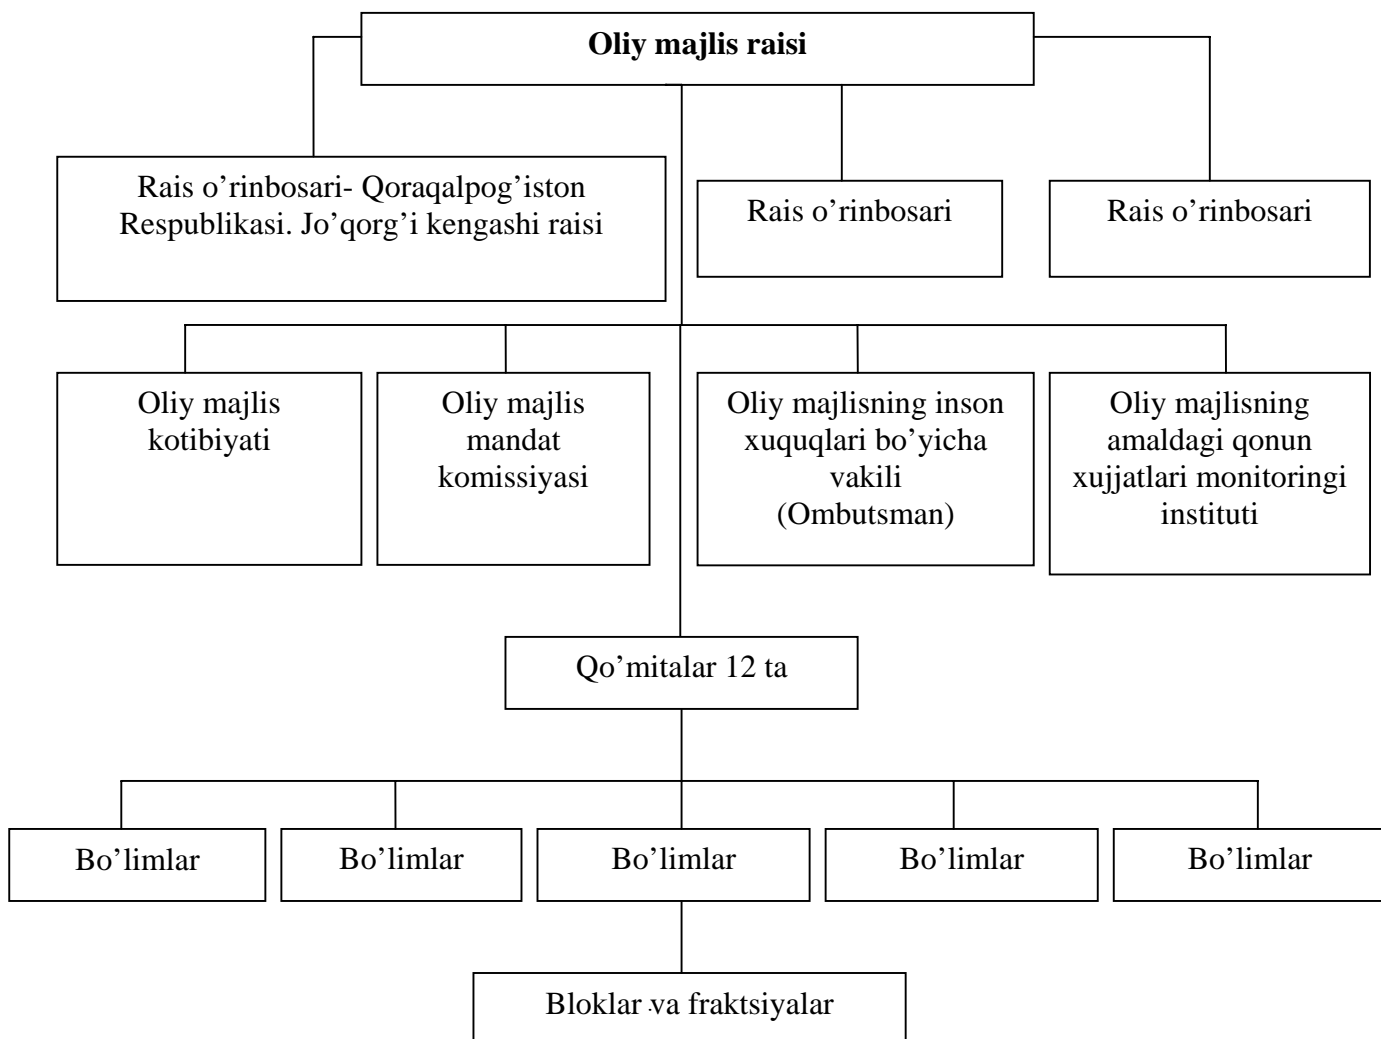 Oliy majlis raisi
Rais o’rinbosari- Qoraqalpog’iston
Respublikasi. Jo’qorg’i kengashi raisi
Rais o’rinbosari
Rais o’rinbosari
Oliy majlis
kotibiyati
Oliy majlis
mandat
komissiyasi
Oliy majlisning inson
xuquqlari bo’yicha
vakili
(Ombutsman)
Oliy majlisning
amaldagi qonun
xujjatlari monitoringi
instituti
Qo’mitalar 12 ta
Bo’limlar
Bo’limlar
Bo’limlar
Bo’limlar
Bo’limlar
Bloklar va fraktsiyalar